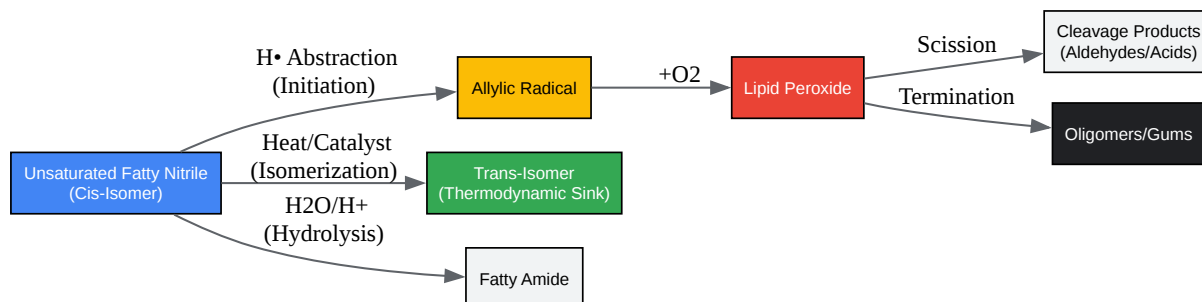 Unsaturated Fatty Nitrile
(Cis-Isomer)
H• Abstraction
(Initiation)
Allylic Radical
+O2
Lipid Peroxide
Scission
Cleavage Products
(Aldehydes/Acids)
Termination
Oligomers/Gums
Heat/Catalyst
(Isomerization)
Trans-Isomer
(Thermodynamic Sink)
H2O/H+
(Hydrolysis)
Fatty Amide